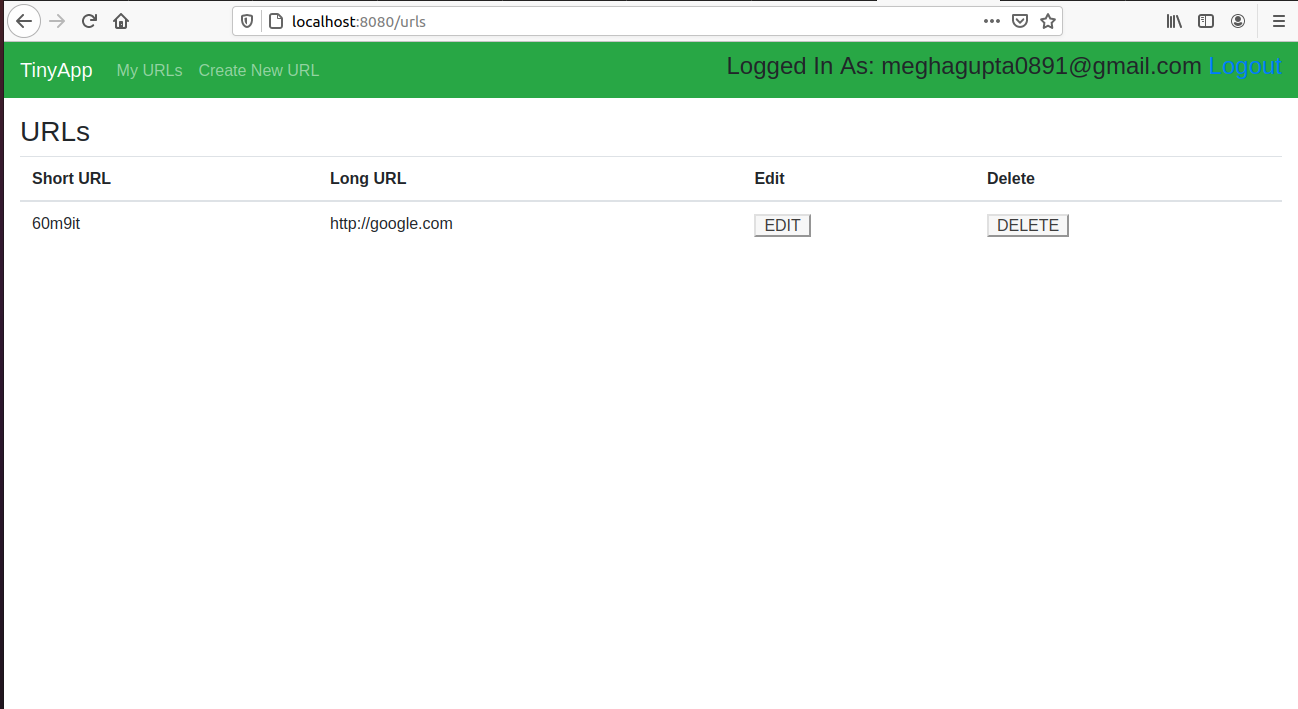 localhost:8080/urls
TinyApp My URLs Create New URL Logged In As: meghagupta0891@gmail.com Logout
URLs
Short URL Long URL Edit Delete
60m9it http://google.com EDIT DELETE